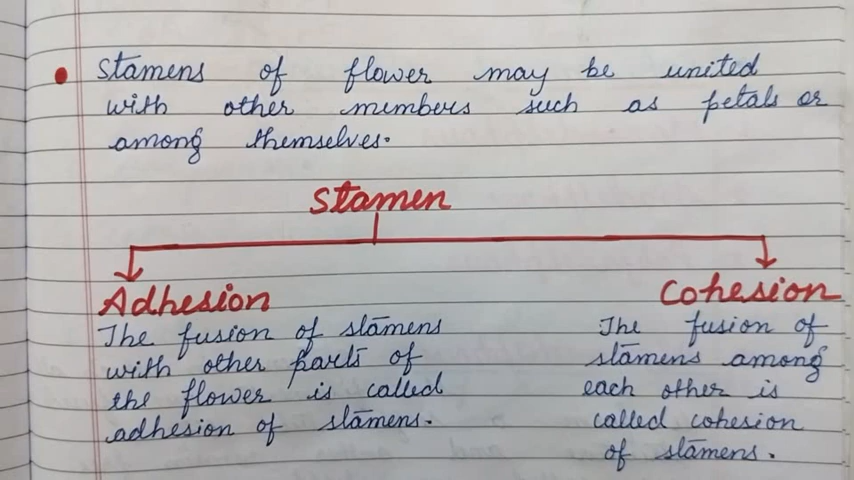 • Stamens of flower may be united
with other members such as petals or
among themselves.
Stamen
Adhesion
The fusion of stamens
with other parts of
the flower is called
adhesion of stamens.
Cohesion
The fusion of
stamens among
each other is
called cohesion
of stamens.